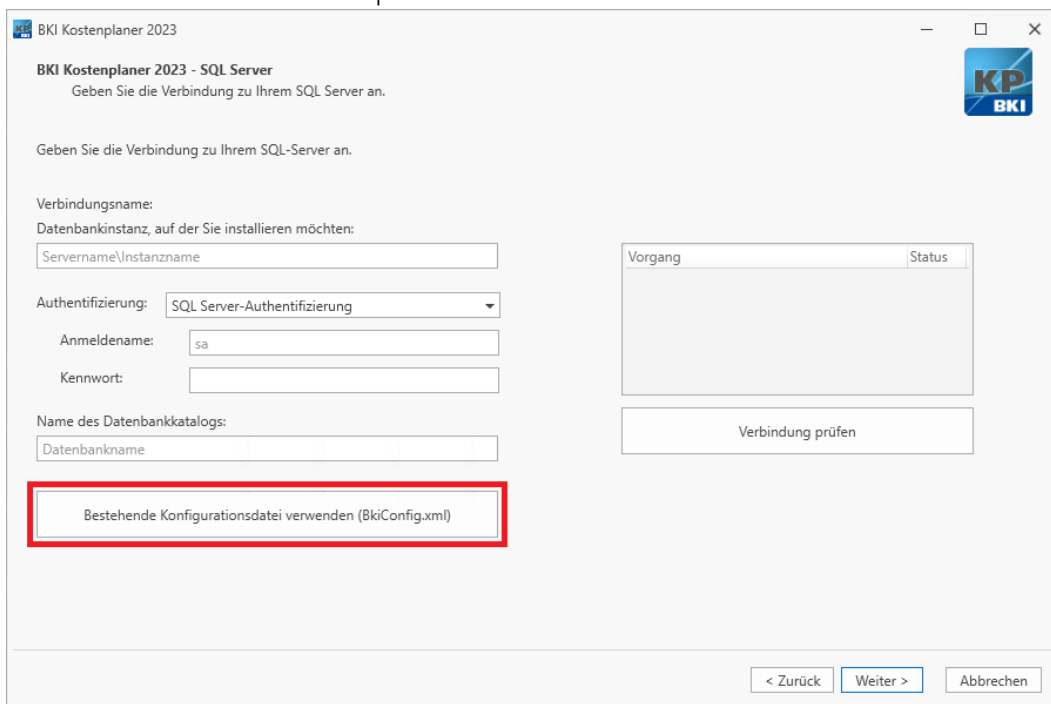 BKI Kostenplaner 2023
BKI Kostenplaner 2023 - SQL Server
Geben Sie die Verbindung zu Ihrem SQL Server an.
KP
BKI
Geben Sie die Verbindung zu Ihrem SQL-Server an.
Verbindungsname:
Datenbankinstanz, auf der Sie installieren möchten:
Servername\Instanzname
Vorgang Status
Authentifizierung: SQL Server-Authentifizierung
Anmeldename: sa
Kennwort:
Name des Datenbankkatalogs:
Datenbankname
Verbindung prüfen
Bestehende Konfigurationsdatei verwenden (BkiConfig.xml)
< Zurück Weiter > Abbrechen